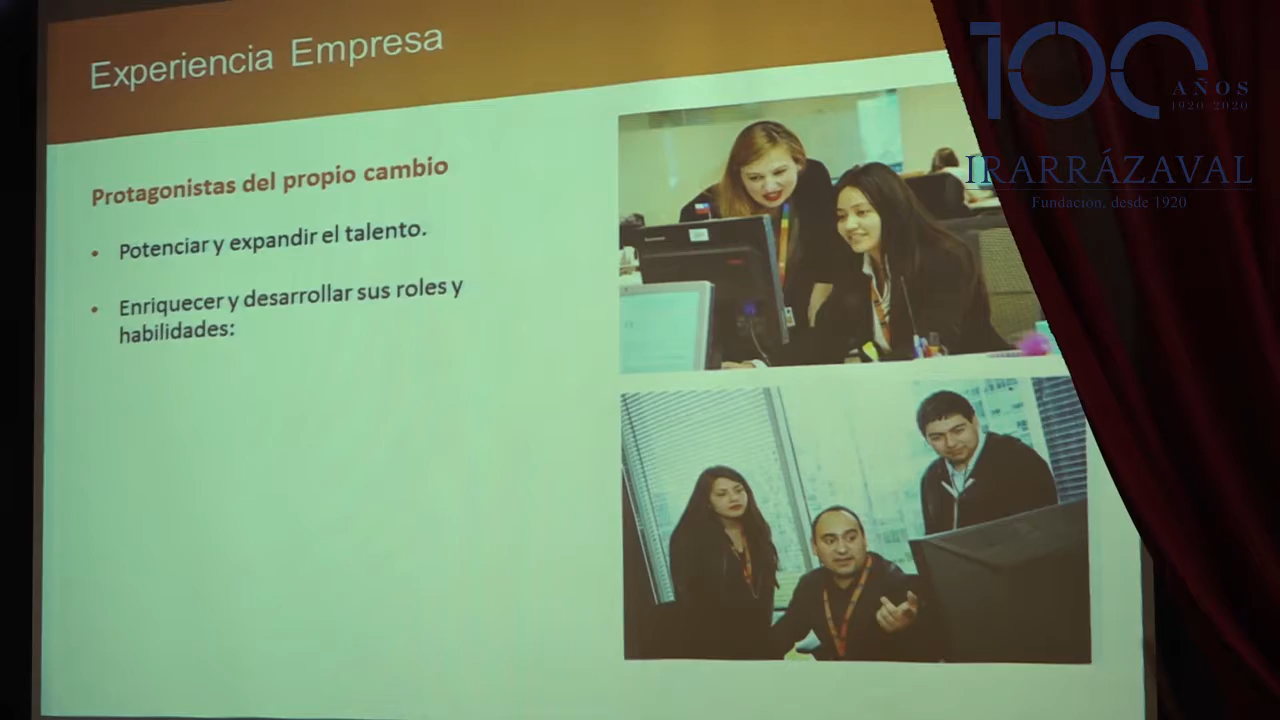 Experiencia Empresa
Protagonistas del propio cambio
• Potenciar y expandir el talento.
• Enriquecer y desarrollar sus roles y
habilidades:
100
AÑOS
1920-2020
IRARRÁZAVAL
Fundación, desde 1920